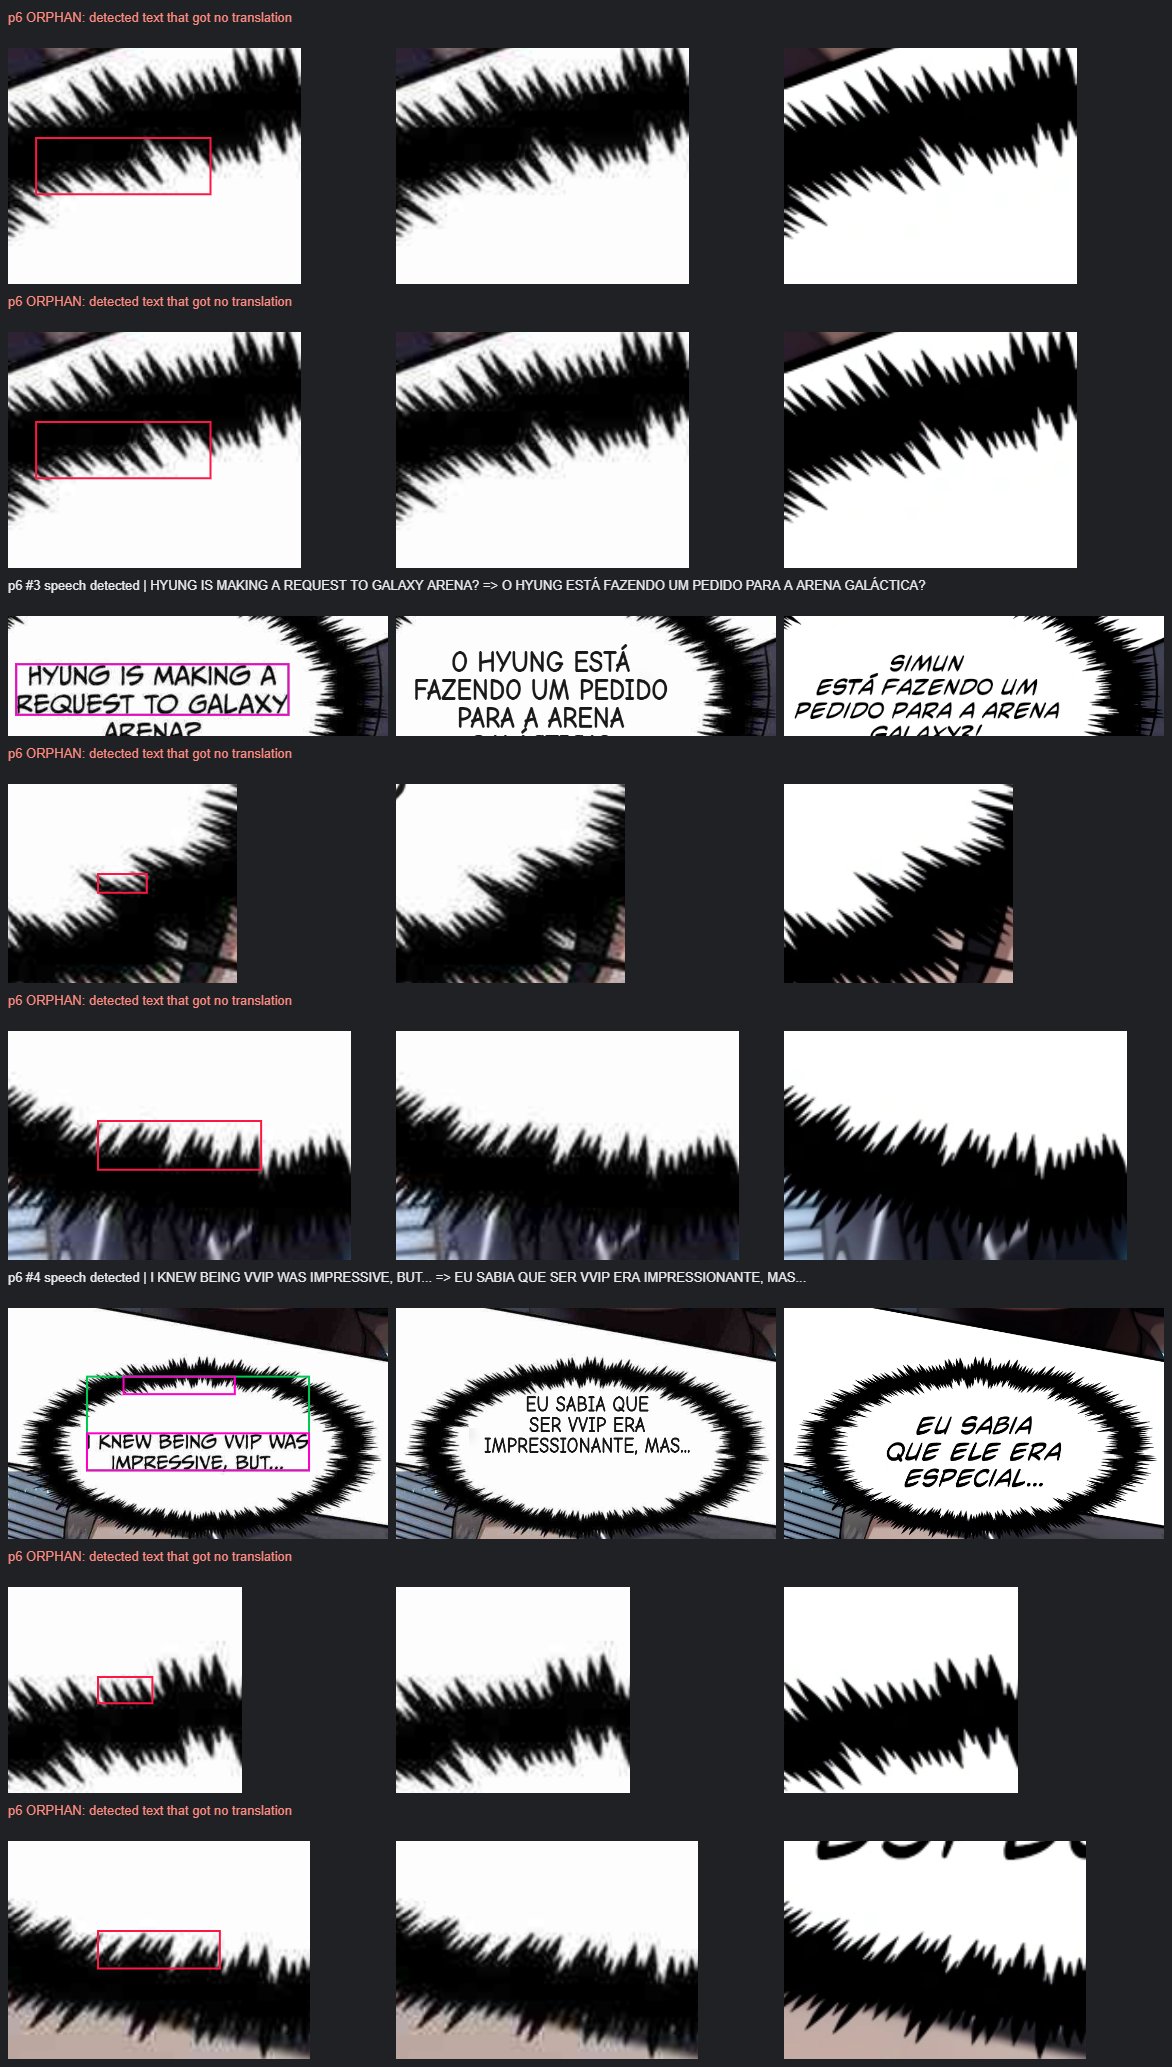 p6 ORPHAN: detected text that got no translation
p6 ORPHAN: detected text that got no translation
p6 #3 speech detected | HYUNG IS MAKING A REQUEST TO GALAXY ARENA? => O HYUNG ESTÁ FAZENDO UM PEDIDO PARA A ARENA GALÁCTICA?
HYUNG IS MAKING A
REQUEST TO GALAXY
ARENA?
O HYUNG ESTÁ
FAZENDO UM PEDIDO
PARA A ARENA
SIMUN
ESTÁ FAZENDO UM
PEDIDO PARA A ARENA
GALAXY?!
p6 ORPHAN: detected text that got no translation
p6 ORPHAN: detected text that got no translation
p6 #4 speech detected | I KNEW BEING VVIP WAS IMPRESSIVE, BUT... => EU SABIA QUE SER VVIP ERA IMPRESSIONANTE, MAS...
I KNEW BEING VVIP WAS
IMPRESSIVE, BUT...
EU SABIA QUE
SER VVIP ERA
IMPRESSIONANTE, MAS...
EU SABIA
QUE ELE ERA
ESPECIAL...
p6 ORPHAN: detected text that got no translation
p6 ORPHAN: detected text that got no translation